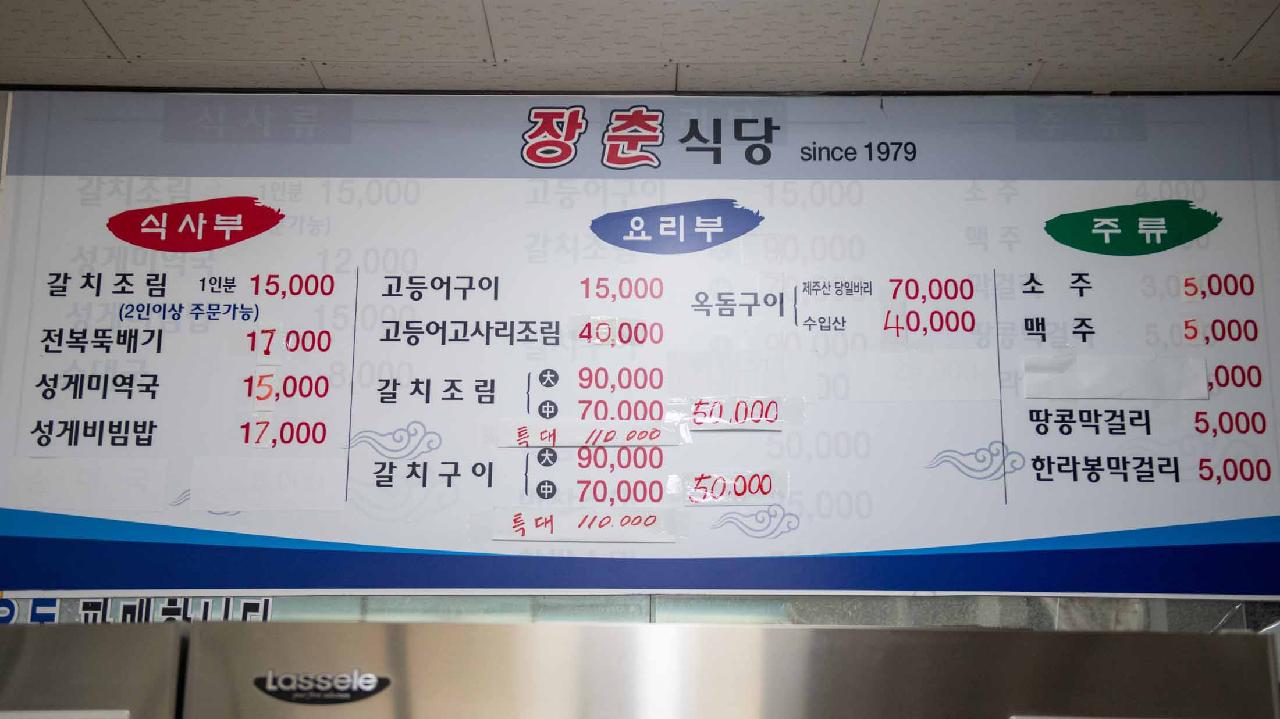 장춘식당 since 1979
식사부
갈치조림 1인분 15,000
(2인이상 주문가능)
전복뚝배기 17,000
성게미역국 15,000
성게비빔밥 17,000
요리부
고등어구이 15,000
고등어고사리조림 40,000
갈치조림 大 90,000
中 70,000 50,000
특대 110,000
갈치구이 大 90,000
中 70,000 50,000
특대 110,000
옥돔구이 제주산 당일바리 70,000
수입산 40,000
주류
소주 5,000
맥주 5,000
,000
땅콩막걸리 5,000
한라봉막걸리 5,000
판매합니다
Lassele